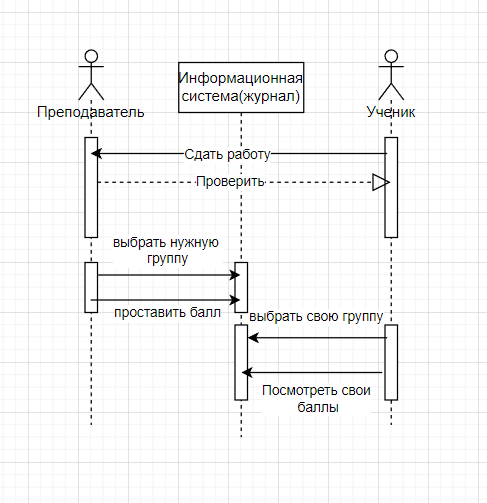 Информационная
система(журнал)
Преподаватель
Ученик
Сдать работу
Проверить
выбрать нужную
группу
проставить балл
выбрать свою группу
Посмотреть свои
баллы